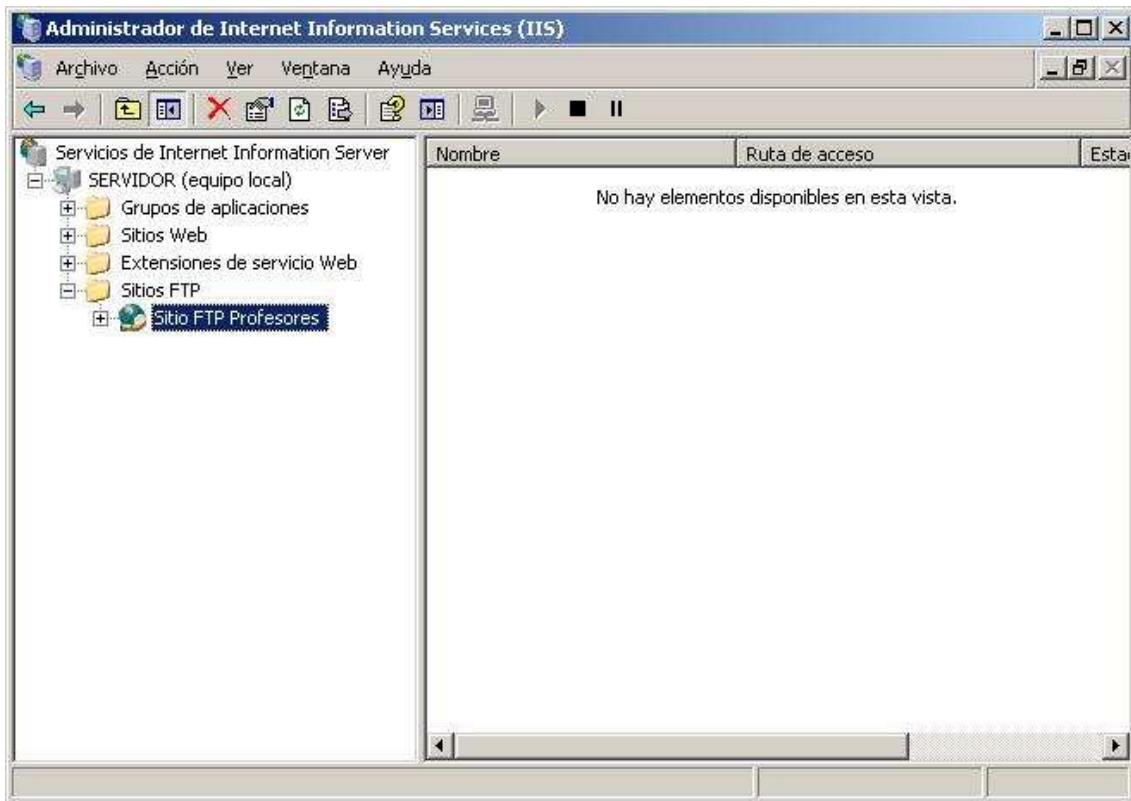 Administrador de Internet Information Services (IIS)
Archivo Acción Ver Ventana Ayuda
Servicios de Internet Information Server
SERVIDOR (equipo local)
Grupos de aplicaciones
Sitios Web
Extensiones de servicio Web
Sitios FTP
Sitio FTP Profesores
Nombre Ruta de acceso Esta
No hay elementos disponibles en esta vista.